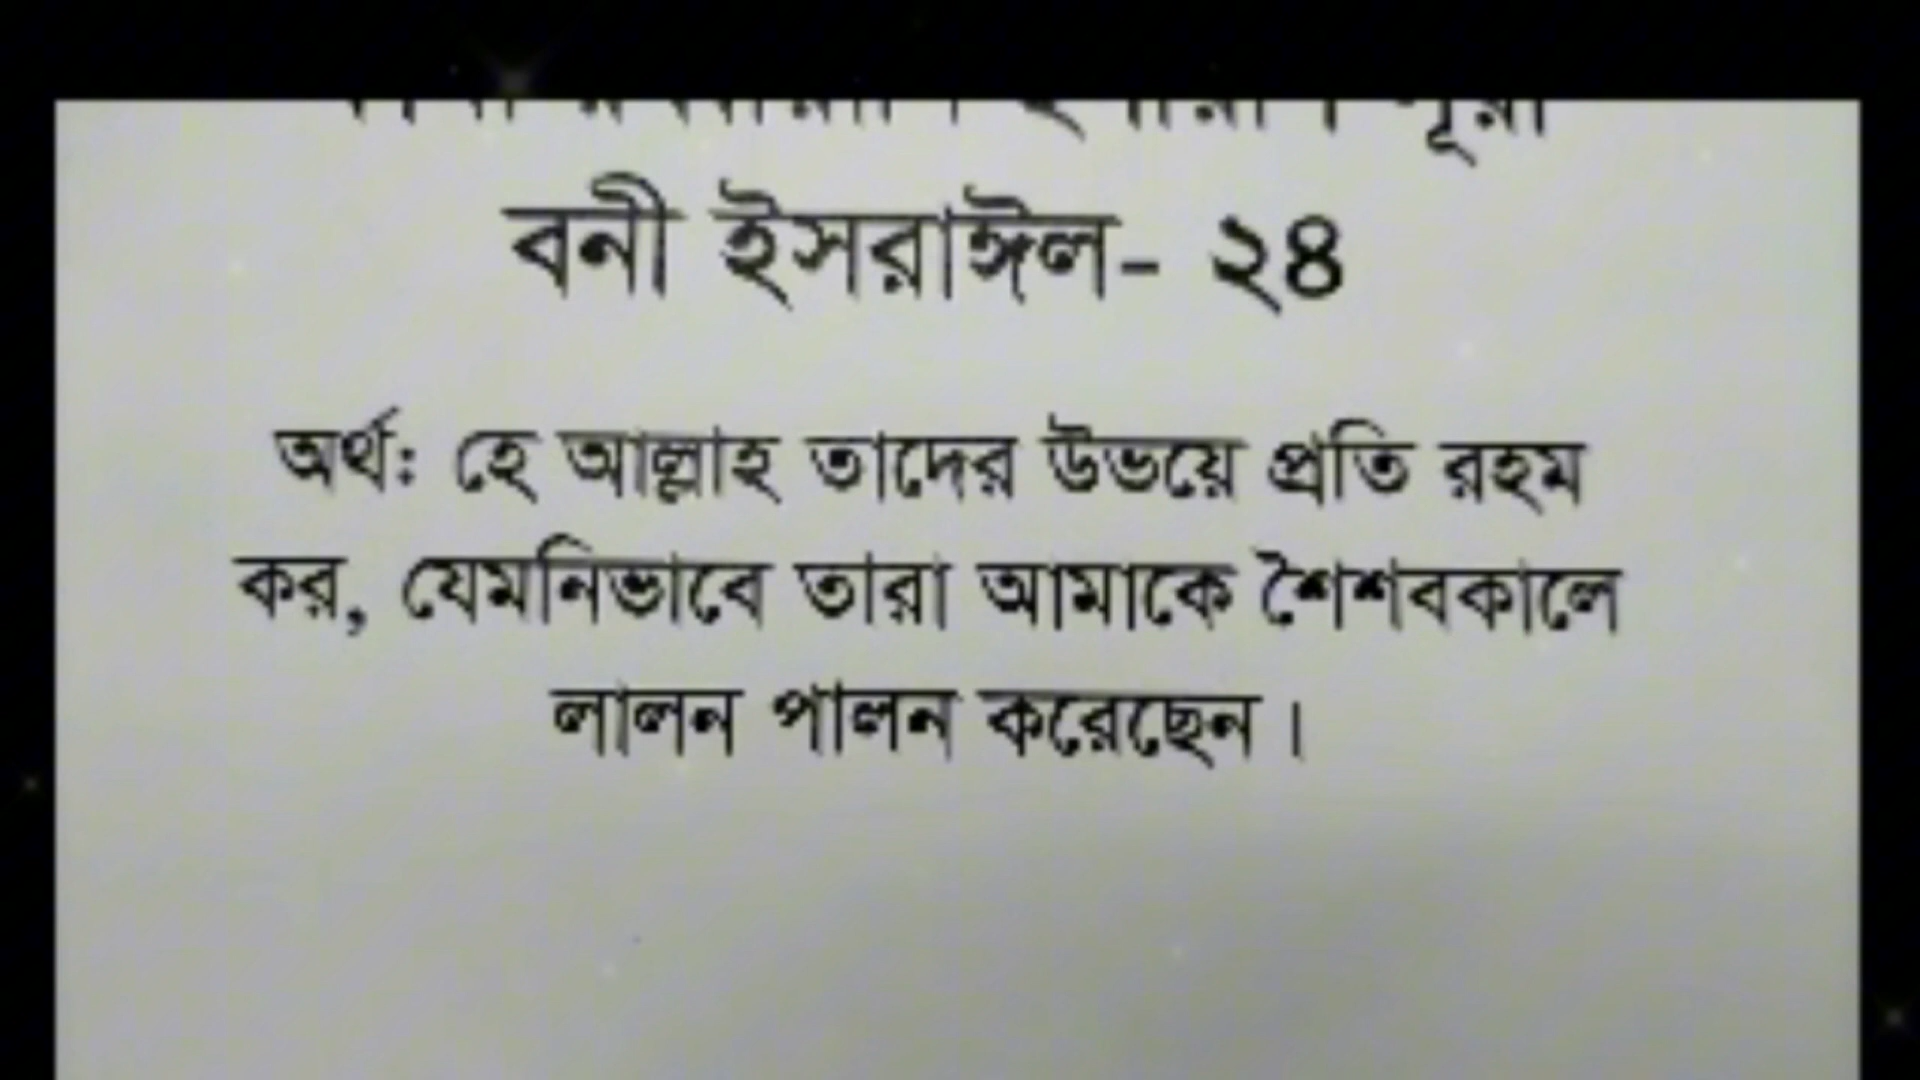 বনী ইসরাঈল- ২৪
অর্থঃ হে আল্লাহ তাদের উভয়ে প্রতি রহম
কর, যেমনিভাবে তারা আমাকে শৈশবকালে
লালন পালন করেছেন।